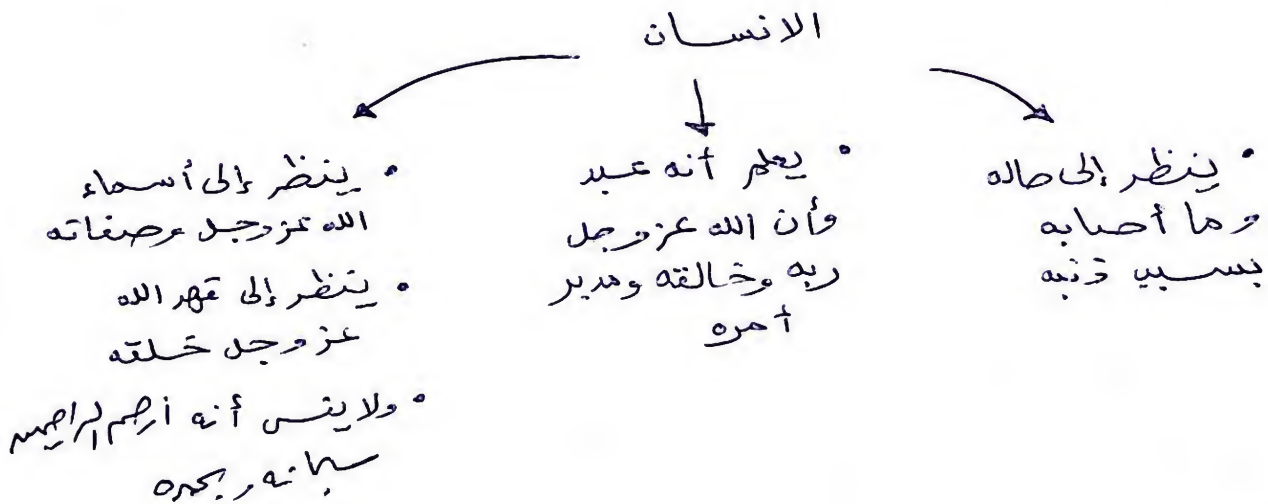 الانسان
• ينظر إلى حاله
وما أصابه
بسبب ذنبه
• يعلم أنه عبد
وأن الله عز وجل
ربه وخالقه ومدبر
أمره
• ينظر إلى أسماء
الله عز وجل وصفاته
• ينظر إلى قهر الله
عز وجل خلقه
• ولا ينس أنه أرحم الراحمين
سبحانه وبحمده